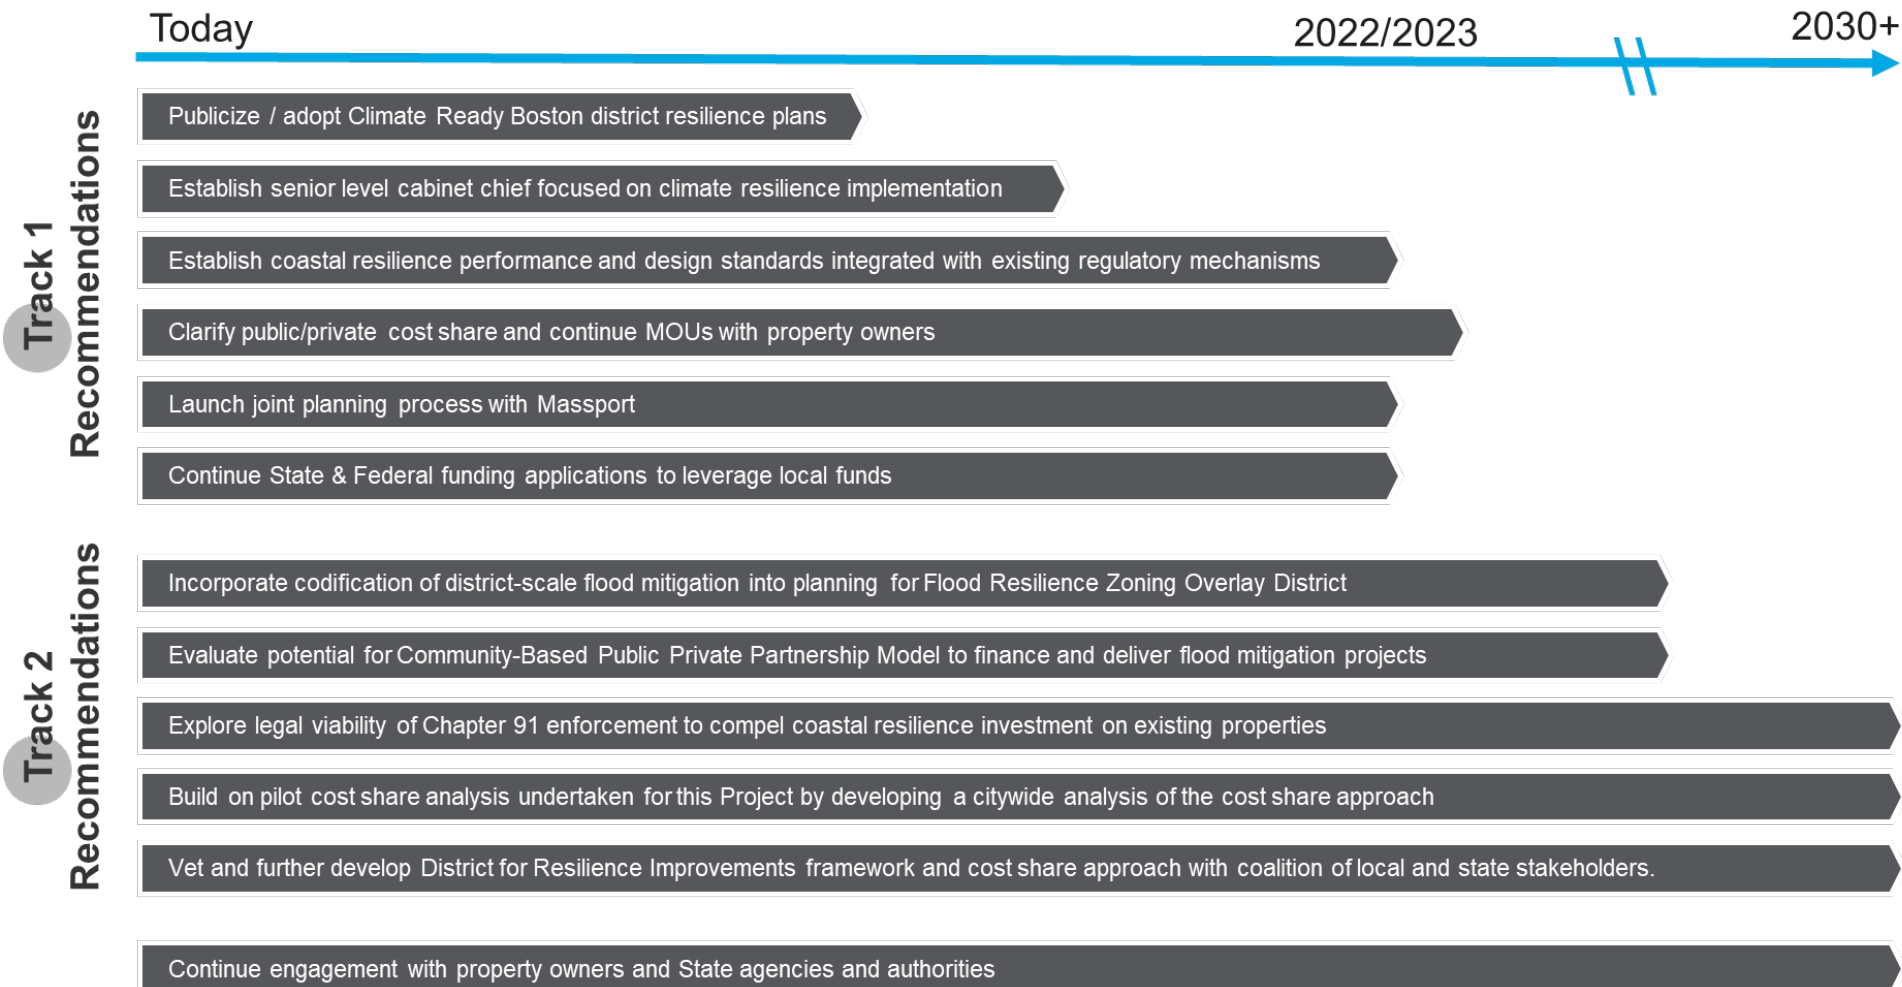 Today
2022/2023
2030+
Track 1
Recommendations
Publicize / adopt Climate Ready Boston district resilience plans
Establish senior level cabinet chief focused on climate resilience implementation
Establish coastal resilience performance and design standards integrated with existing regulatory mechanisms
Clarify public/private cost share and continue MOUs with property owners
Launch joint planning process with Massport
Continue State & Federal funding applications to leverage local funds
Track 2
Recommendations
Incorporate codification of district-scale flood mitigation into planning for Flood Resilience Zoning Overlay District
Evaluate potential for Community-Based Public Private Partnership Model to finance and deliver flood mitigation projects
Explore legal viability of Chapter 91 enforcement to compel coastal resilience investment on existing properties
Build on pilot cost share analysis undertaken for this Project by developing a citywide analysis of the cost share approach
Vet and further develop District for Resilience Improvements framework and cost share approach with coalition of local and state stakeholders.
Continue engagement with property owners and State agencies and authorities